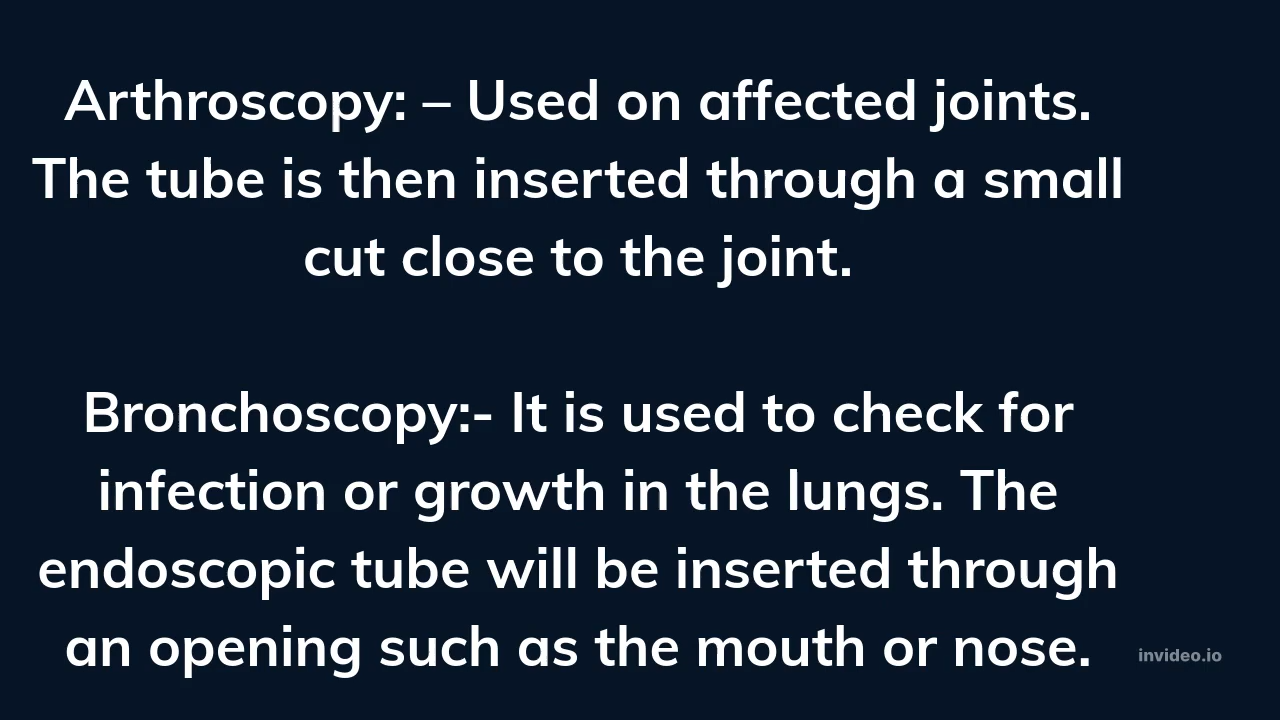 Arthroscopy: – Used on affected joints.
The tube is then inserted through a small
cut close to the joint.
Bronchoscopy:- It is used to check for
infection or growth in the lungs. The
endoscopic tube will be inserted through
an opening such as the mouth or nose.
invideo.io